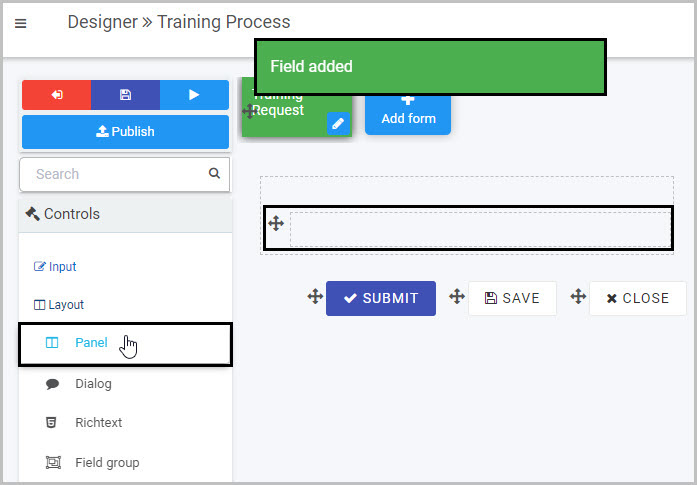 Designer » Training Process
Field added
Training
Request
Add form
Publish
Search
Controls
Input
Layout
Panel
Dialog
Richtext
Field group
SUBMIT
SAVE
CLOSE